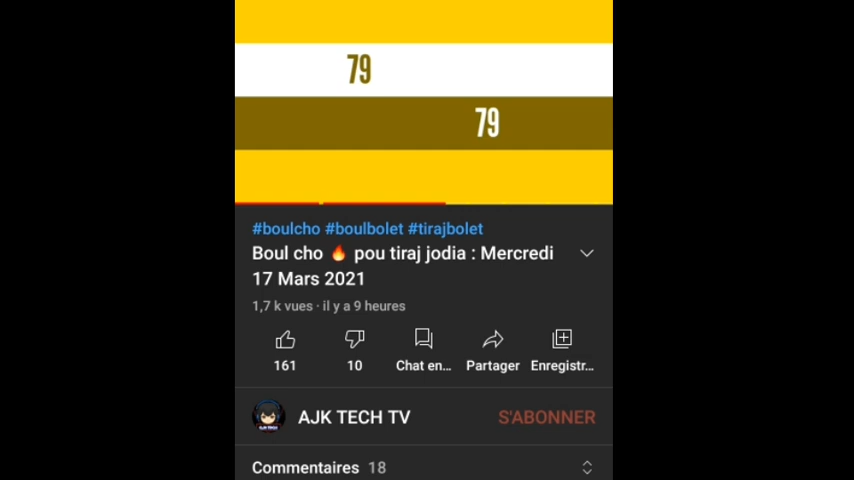 79
79
#boulcho #boulbolet #tirajbolet
Boul cho 🔥 pou tiraj jodia : Mercredi
17 Mars 2021
1,7 k vues · il y a 9 heures
161
10
Chat en...
Partager
Enregistr...
AJK TECH TV
S'ABONNER
Commentaires 18